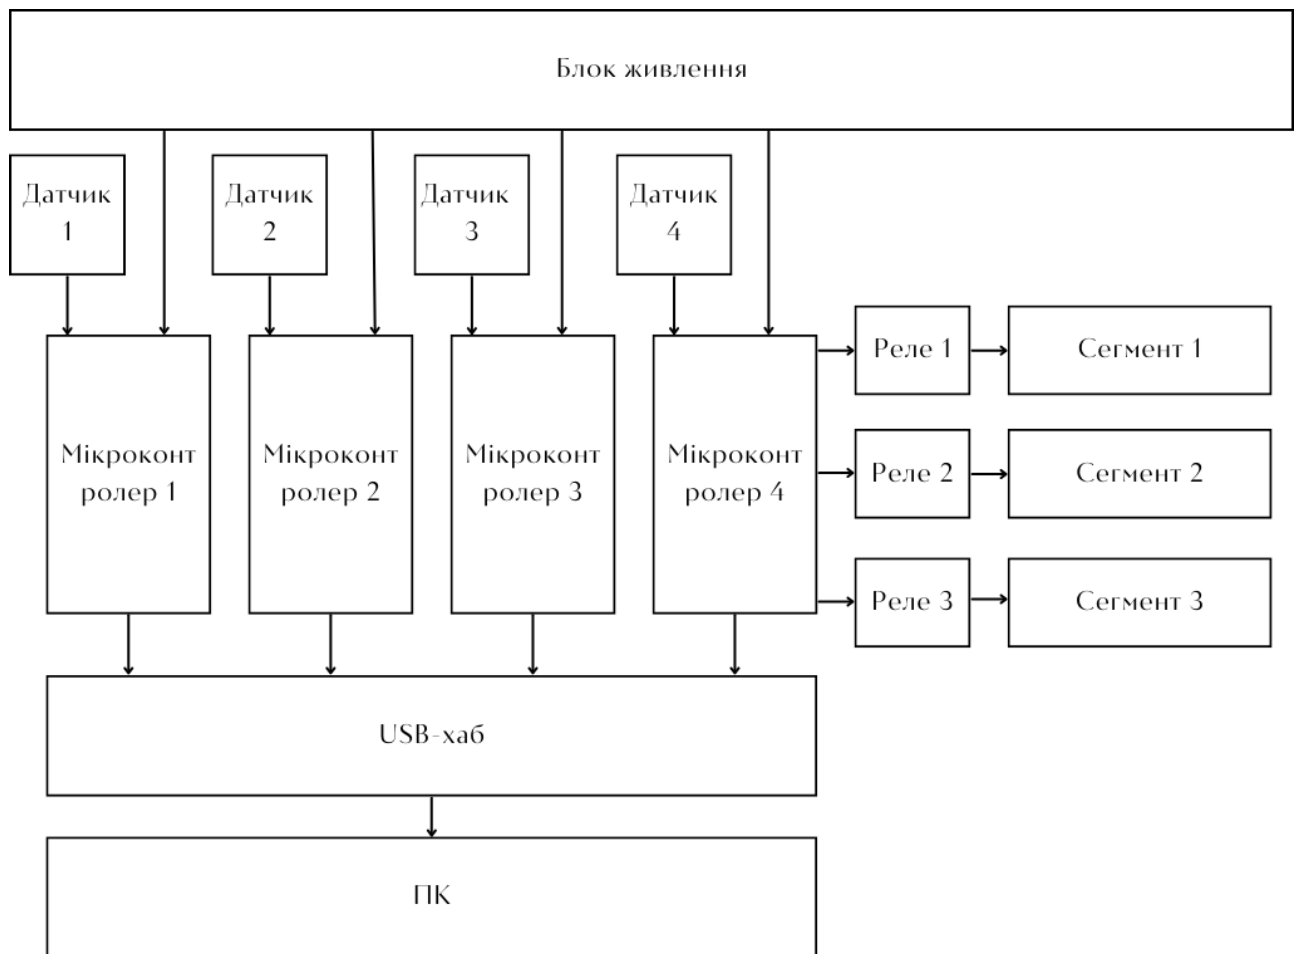 Блок живлення
Датчик
1
Датчик
2
Датчик
3
Датчик
4
Мікроконт
ролер 1
Мікроконт
ролер 2
Мікроконт
ролер 3
Мікроконт
ролер 4
Реле 1
Сегмент 1
Реле 2
Сегмент 2
Реле 3
Сегмент 3
USB-хаб
ПК